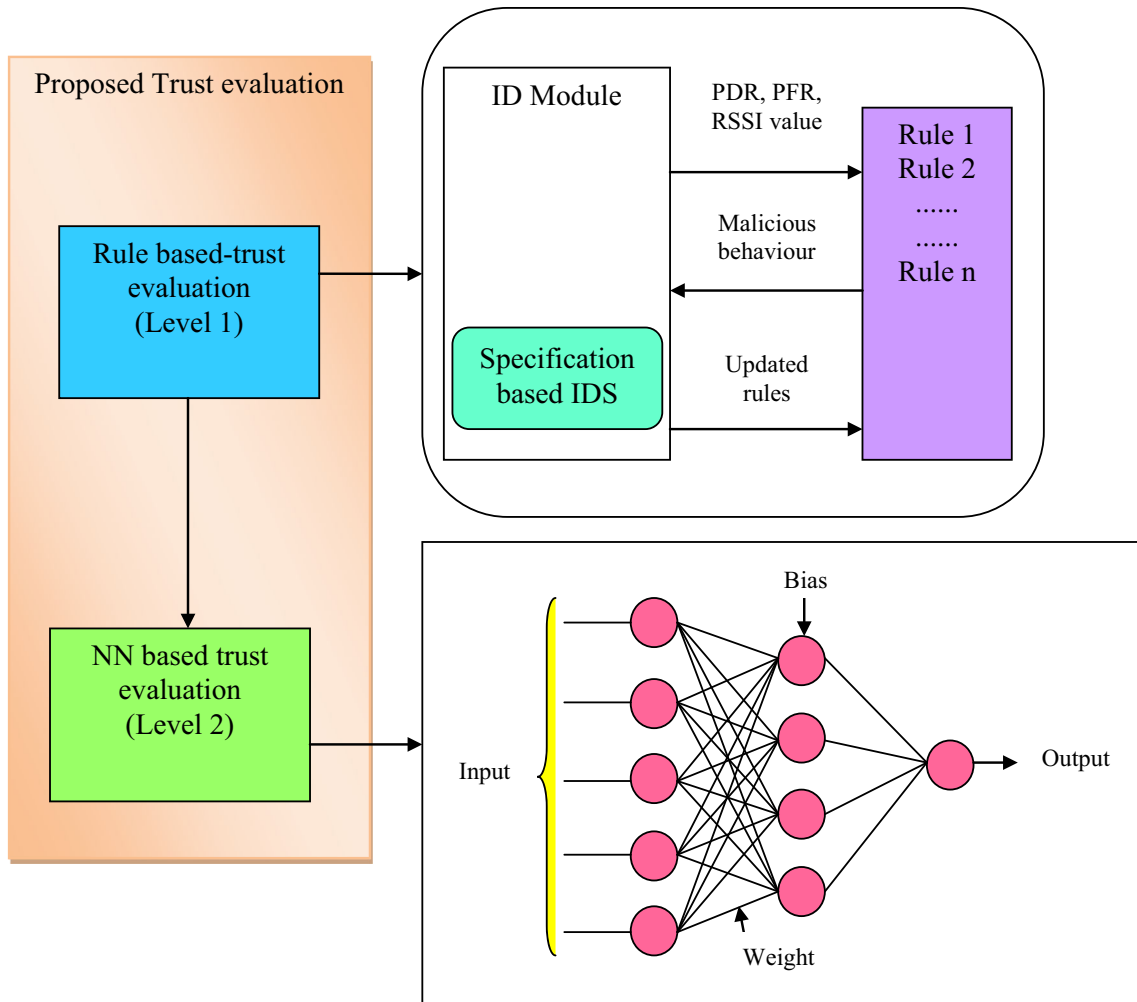 Proposed Trust evaluation
Rule based-trust
evaluation
(Level 1)
NN based trust
evaluation
(Level 2)
ID Module
Specification
based IDS
PDR, PFR,
RSSI value
Malicious
behaviour
Updated
rules
Rule 1
Rule 2
......
......
Rule n
Bias
Input
Output
Weight